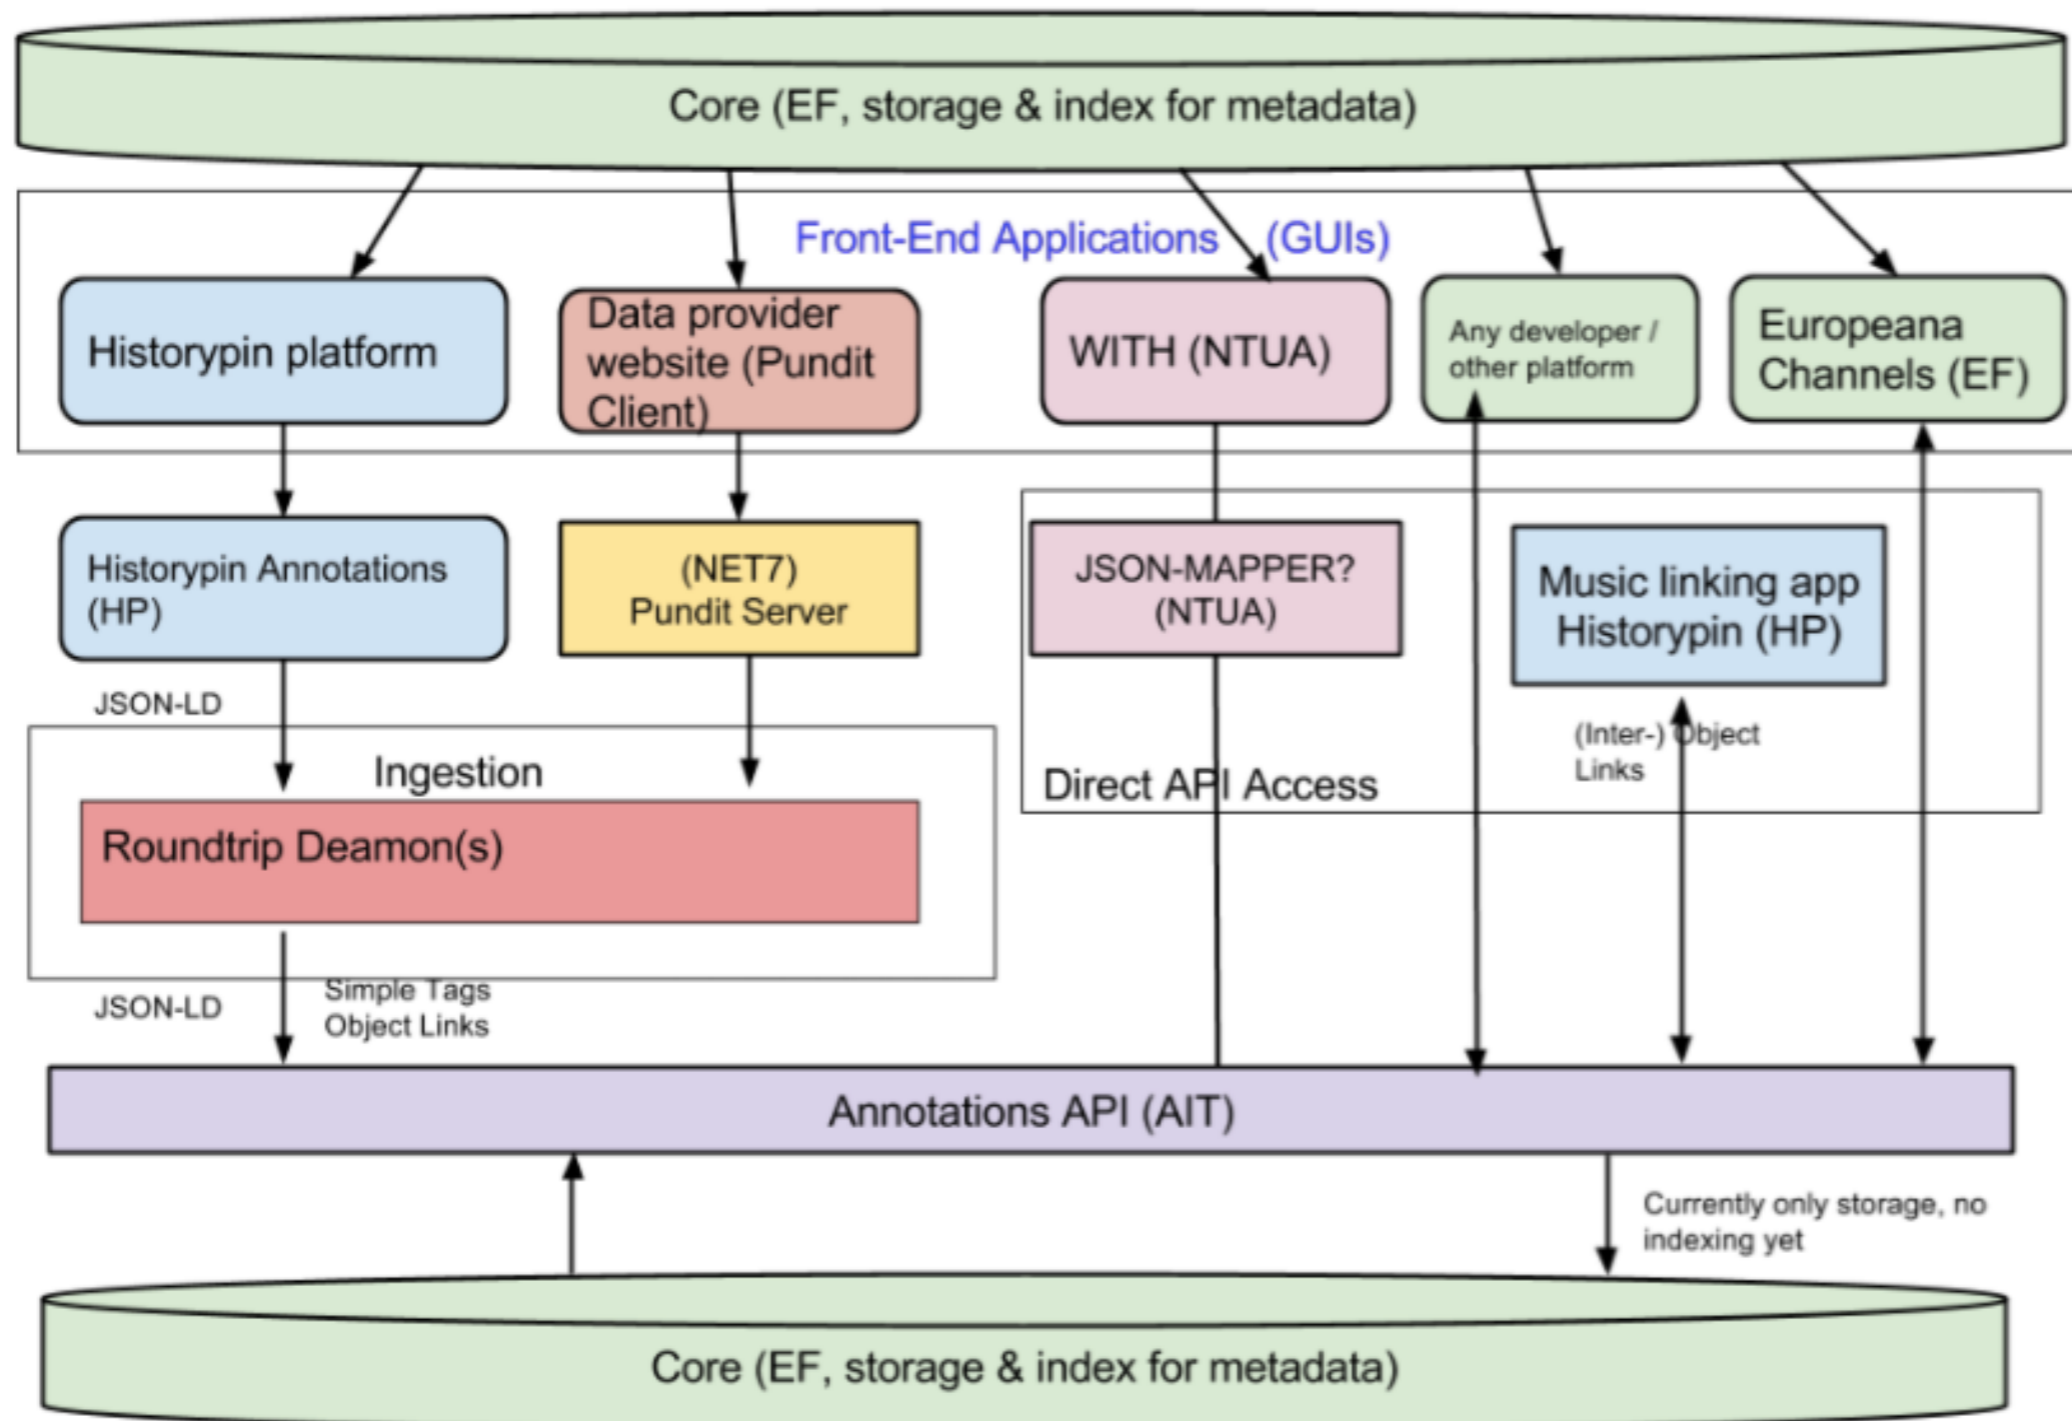 Core (EF, storage & index for metadata)
Front-End Applications (GUIs)
Historypin platform
Data provider
website (Pundit
Client)
WITH (NTUA)
Any developer /
other platform
Europeana
Channels (EF)
Historypin Annotations
(HP)
(NET7)
Pundit Server
JSON-MAPPER?
(NTUA)
Music linking app
Historypin (HP)
JSON-LD
(Inter-) Object
Links
Ingestion
Direct API Access
Roundtrip Deamon(s)
JSON-LD
Simple Tags
Object Links
Annotations API (AIT)
Currently only storage, no
indexing yet
Core (EF, storage & index for metadata)